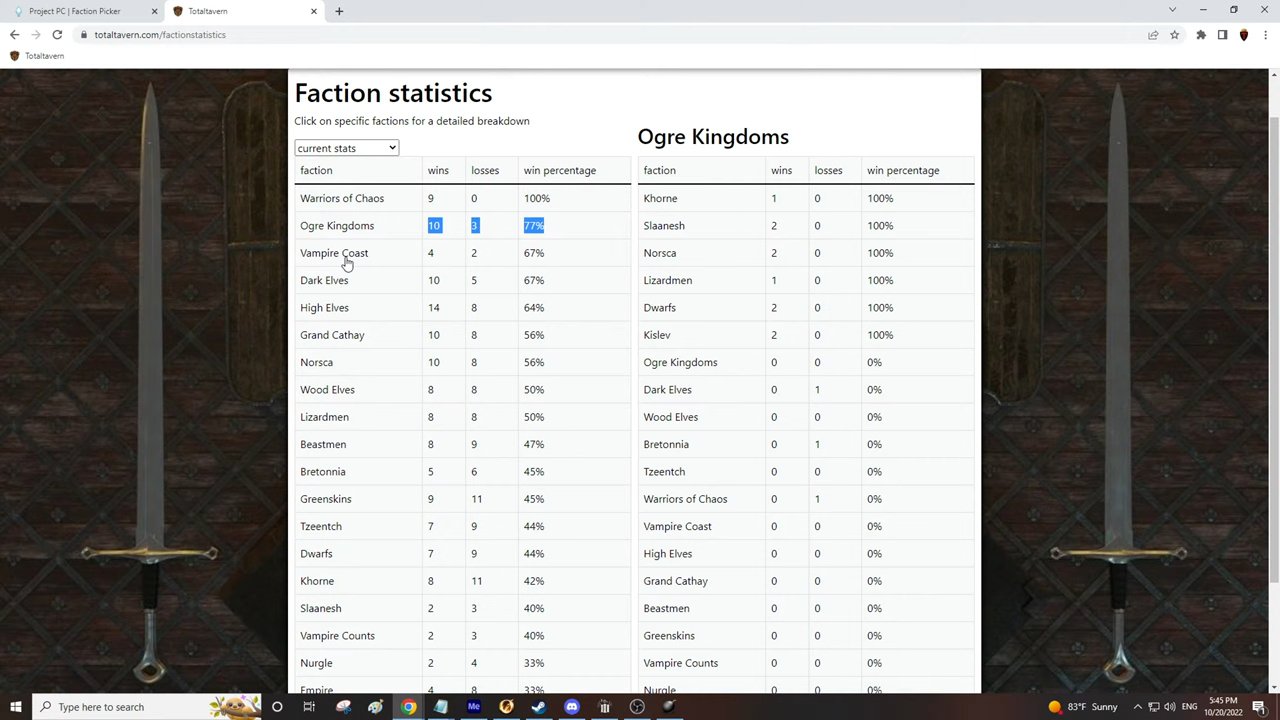 Project PC | Faction Picker
Totaltavern
totaltavern.com/factionstatistics
Totaltavern
Faction statistics
Click on specific factions for a detailed breakdown
current stats
faction wins losses win percentage
Warriors of Chaos 9 0 100%
Ogre Kingdoms 10 3 77%
Vampire Coast 4 2 67%
Dark Elves 10 5 67%
High Elves 14 8 64%
Grand Cathay 10 8 56%
Norsca 10 8 56%
Wood Elves 8 8 50%
Lizardmen 8 8 50%
Beastmen 8 9 47%
Bretonnia 5 6 45%
Greenskins 9 11 45%
Tzeentch 7 9 44%
Dwarfs 7 9 44%
Khorne 8 11 42%
Slaanesh 2 3 40%
Vampire Counts 2 3 40%
Nurgle 2 4 33%
Empire 4 8 33%
Ogre Kingdoms
faction wins losses win percentage
Khorne 1 0 100%
Slaanesh 2 0 100%
Norsca 2 0 100%
Lizardmen 1 0 100%
Dwarfs 2 0 100%
Kislev 2 0 100%
Ogre Kingdoms 0 0 0%
Dark Elves 0 1 0%
Wood Elves 0 0 0%
Bretonnia 0 1 0%
Tzeentch 0 0 0%
Warriors of Chaos 0 1 0%
Vampire Coast 0 0 0%
High Elves 0 0 0%
Grand Cathay 0 0 0%
Beastmen 0 0 0%
Greenskins 0 0 0%
Vampire Counts 0 0 0%
Nurgle 0 0 0%
Type here to search
Me
83°F Sunny
ENG
5:45 PM
10/20/2022